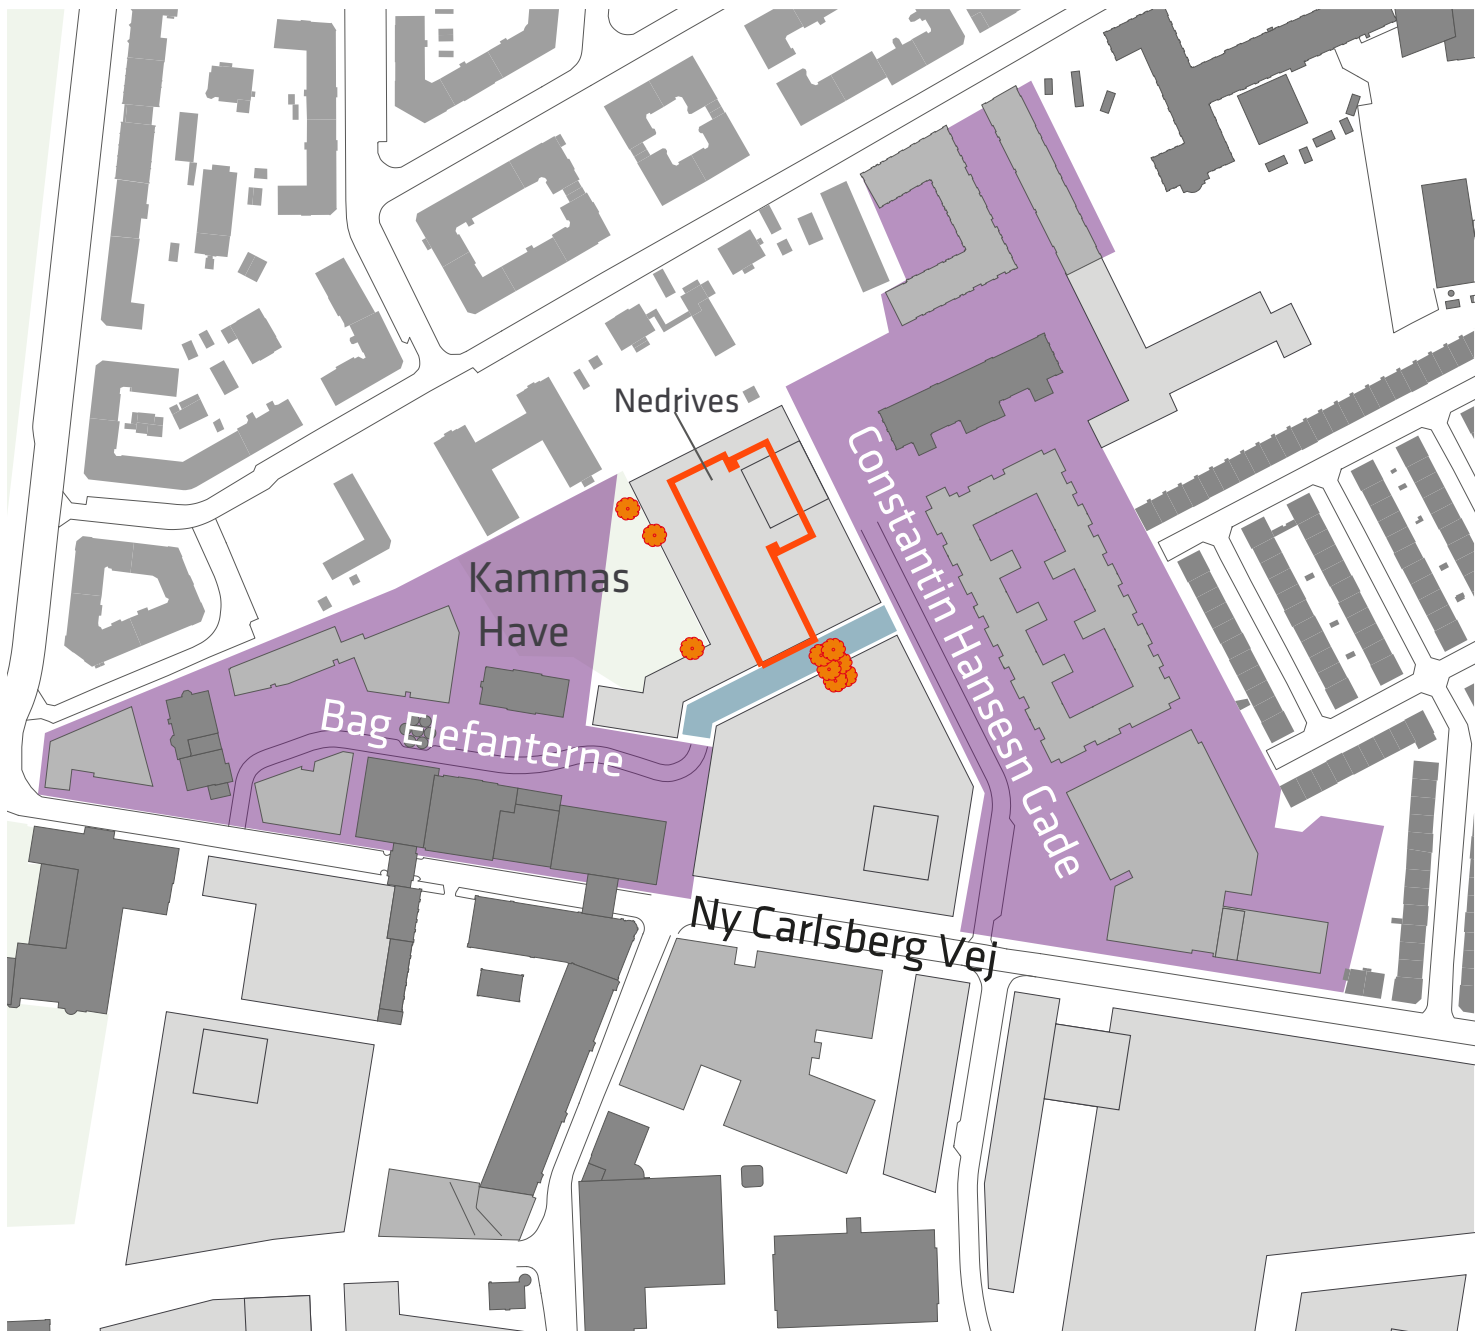 Nedrives
Kammas
Have
Constantin Hansesn Gade
Bag Elefanterne
Ny Carlsberg Vej